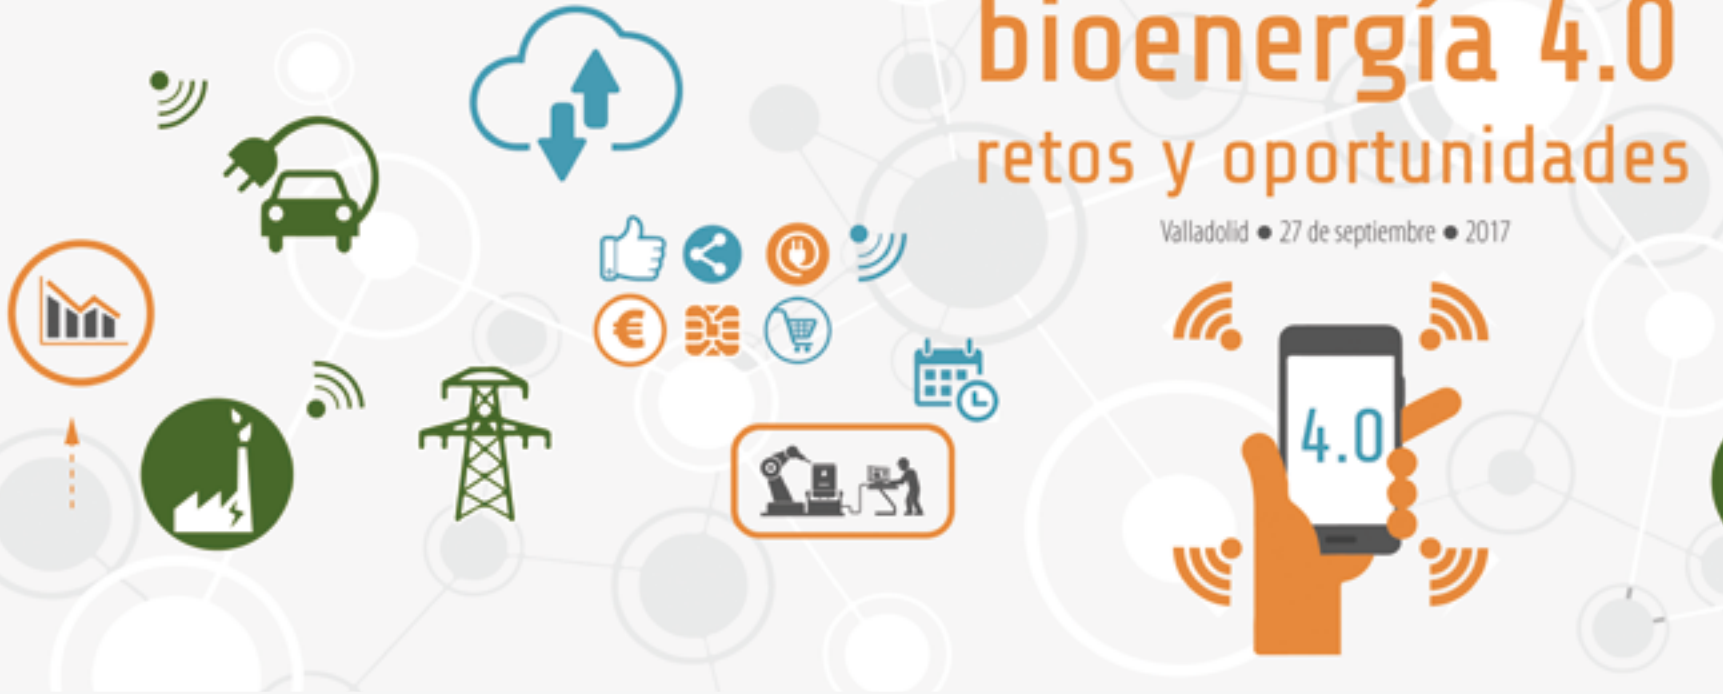 bioenergía 4.0
retos y oportunidades
Valladolid ● 27 de septiembre ● 2017
€
4.0